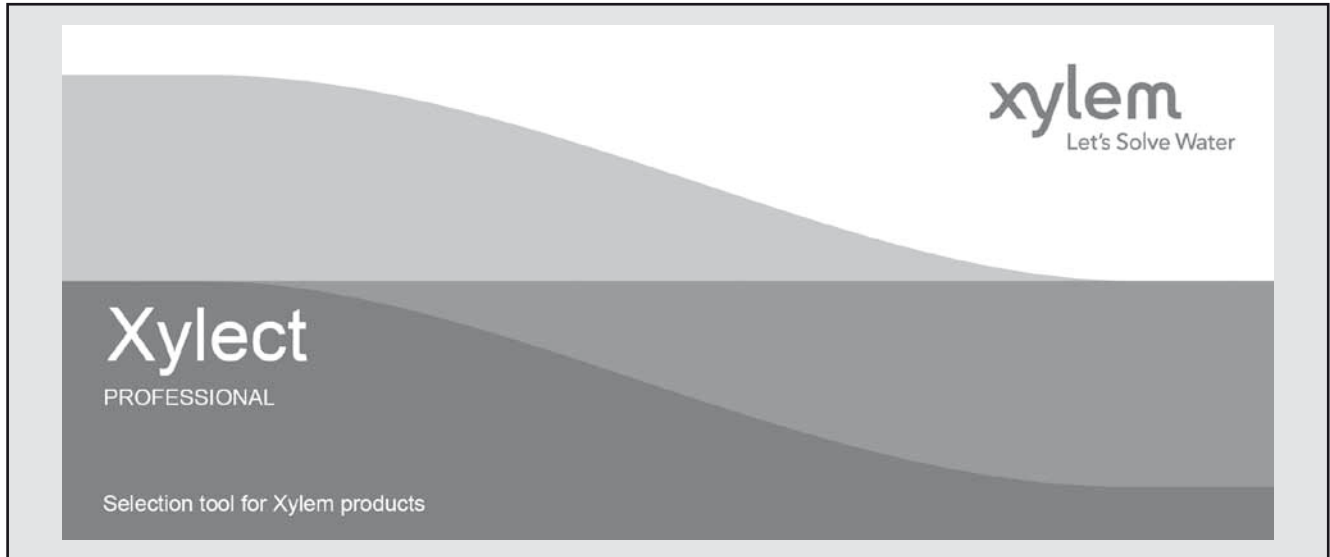 xylem
Let's Solve Water
Xylect
PROFESSIONAL
Selection tool for Xylem products